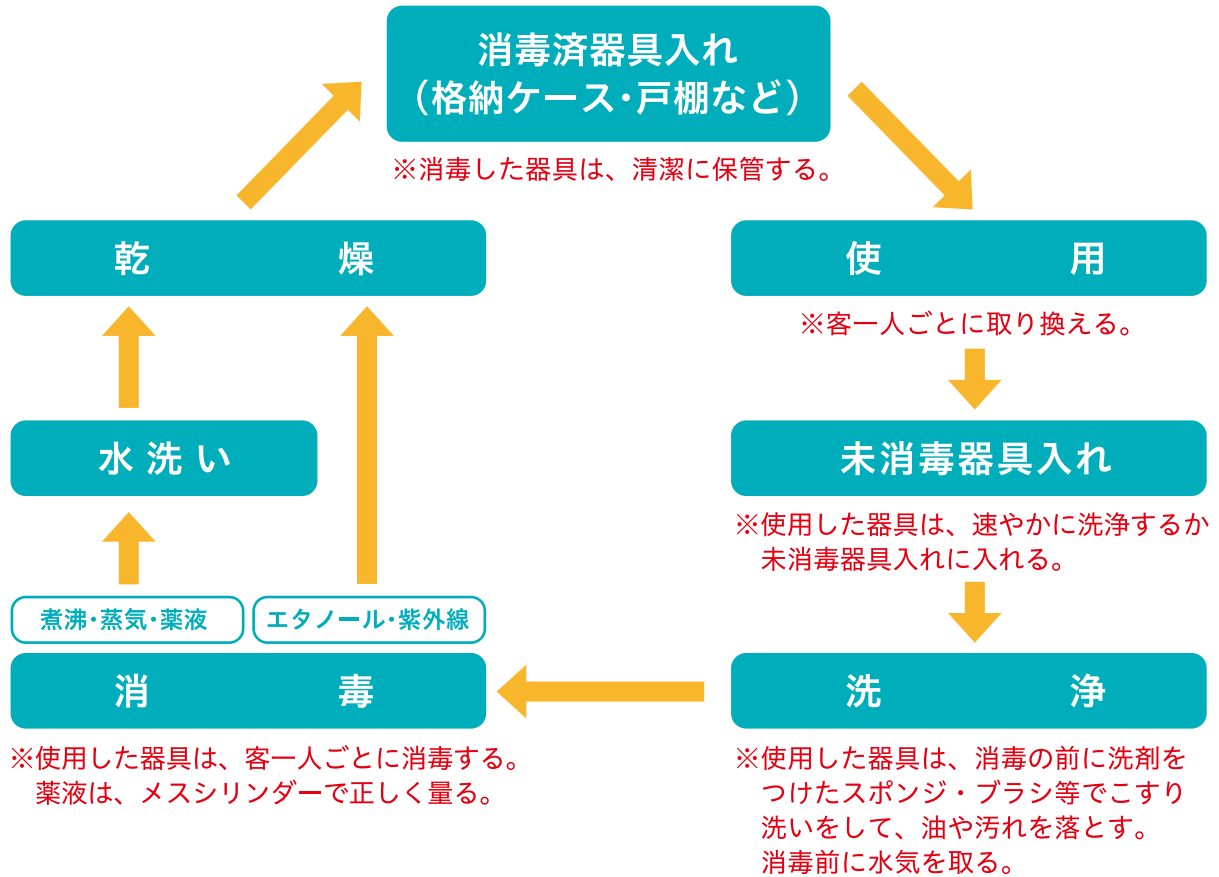 消毒済器具入れ
（格納ケース・戸棚など）
※消毒した器具は、清潔に保管する。
乾燥
使用
※客一人ごとに取り換える。
水洗い
未消毒器具入れ
※使用した器具は、速やかに洗浄するか
未消毒器具入れに入れる。
煮沸・蒸気・薬液
エタノール・紫外線
消毒
※使用した器具は、客一人ごとに消毒する。
薬液は、メスシリンダーで正しく量る。
洗浄
※使用した器具は、消毒の前に洗剤を
つけたスポンジ・ブラシ等でこすり
洗いをして、油や汚れを落とす。
消毒前に水気を取る。